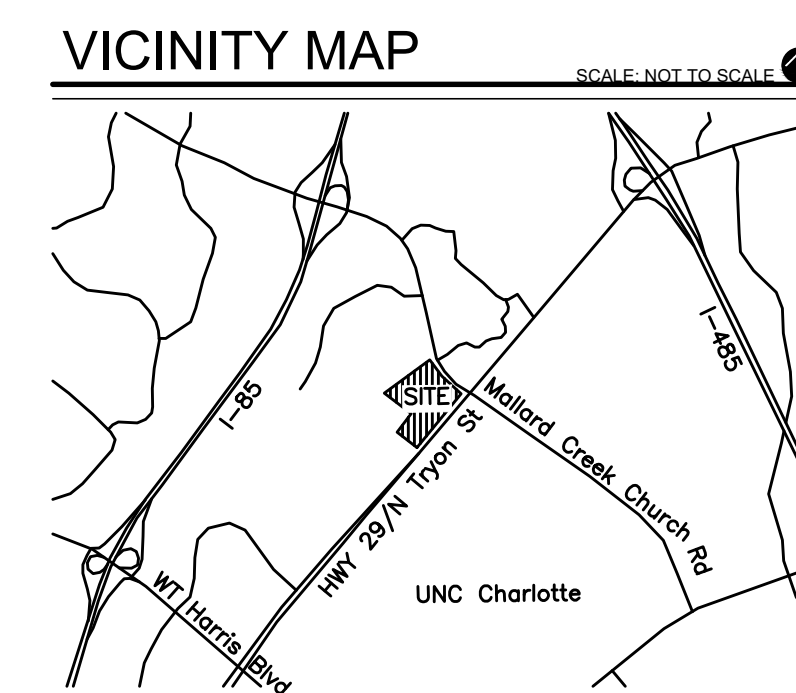 VICINITY MAP
SCALE: NOT TO SCALE
I-485
I-85
SITE
Mallard Creek Church Rd
HWY 29/N Tryon St
UNC Charlotte
WT Harris Blvd